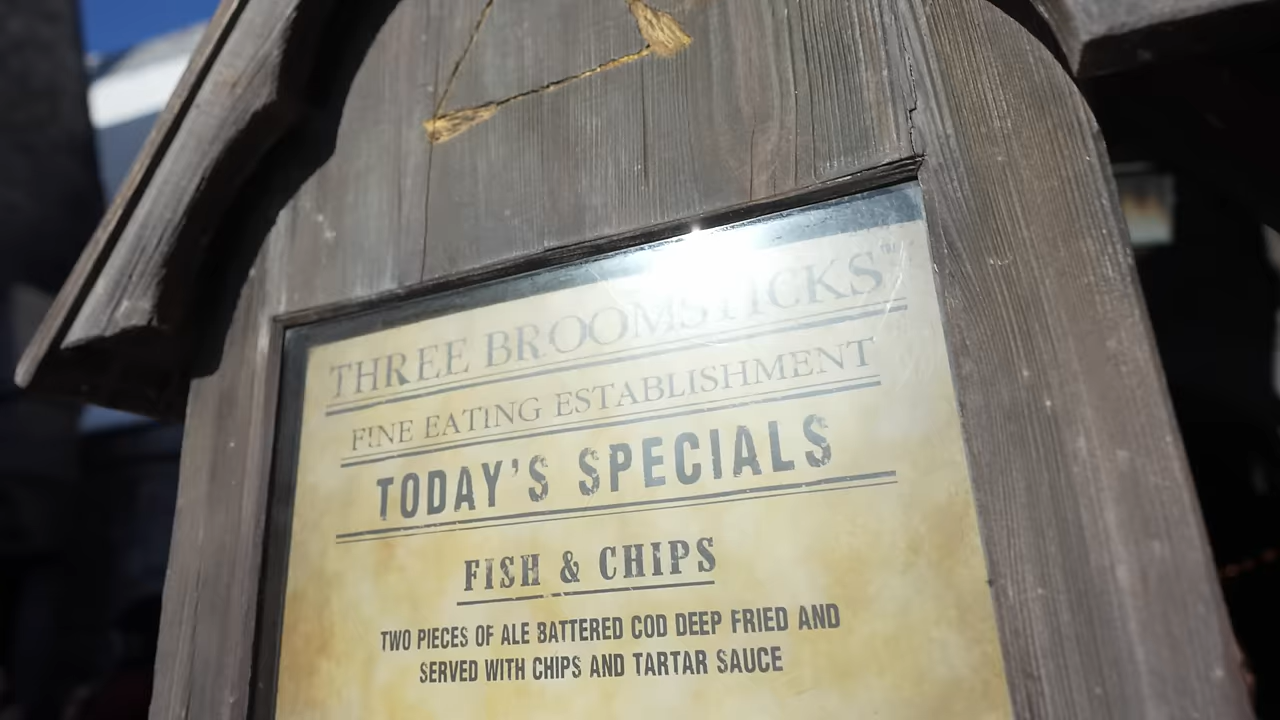 THREE BROOMSTICKS™
FINE EATING ESTABLISHMENT
TODAY'S SPECIALS
FISH & CHIPS
TWO PIECES OF ALE BATTERED COD DEEP FRIED AND
SERVED WITH CHIPS AND TARTAR SAUCE